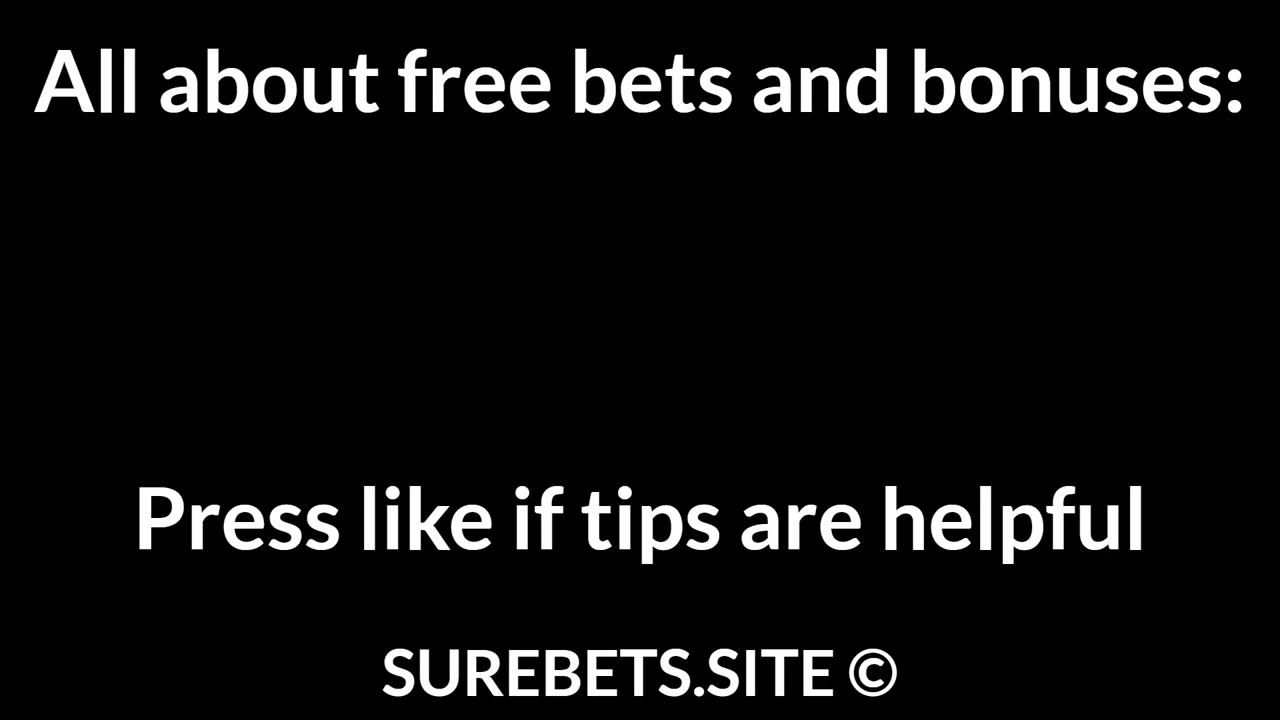 All about free bets and bonuses:
Press like if tips are helpful
SUREBETS.SITE ©